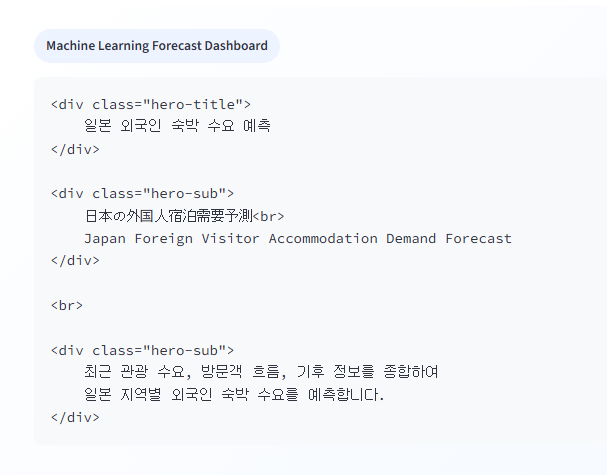 Machine Learning Forecast Dashboard
<div class="hero-title">
일본 외국인 숙박 수요 예측
</div>
<div class="hero-sub">
日本の外国人宿泊需要予測<br>
Japan Foreign Visitor Accommodation Demand Forecast
</div>
<br>
<div class="hero-sub">
최근 관광 수요, 방문객 흐름, 기후 정보를 종합하여
일본 지역별 외국인 숙박 수요를 예측합니다.
</div>